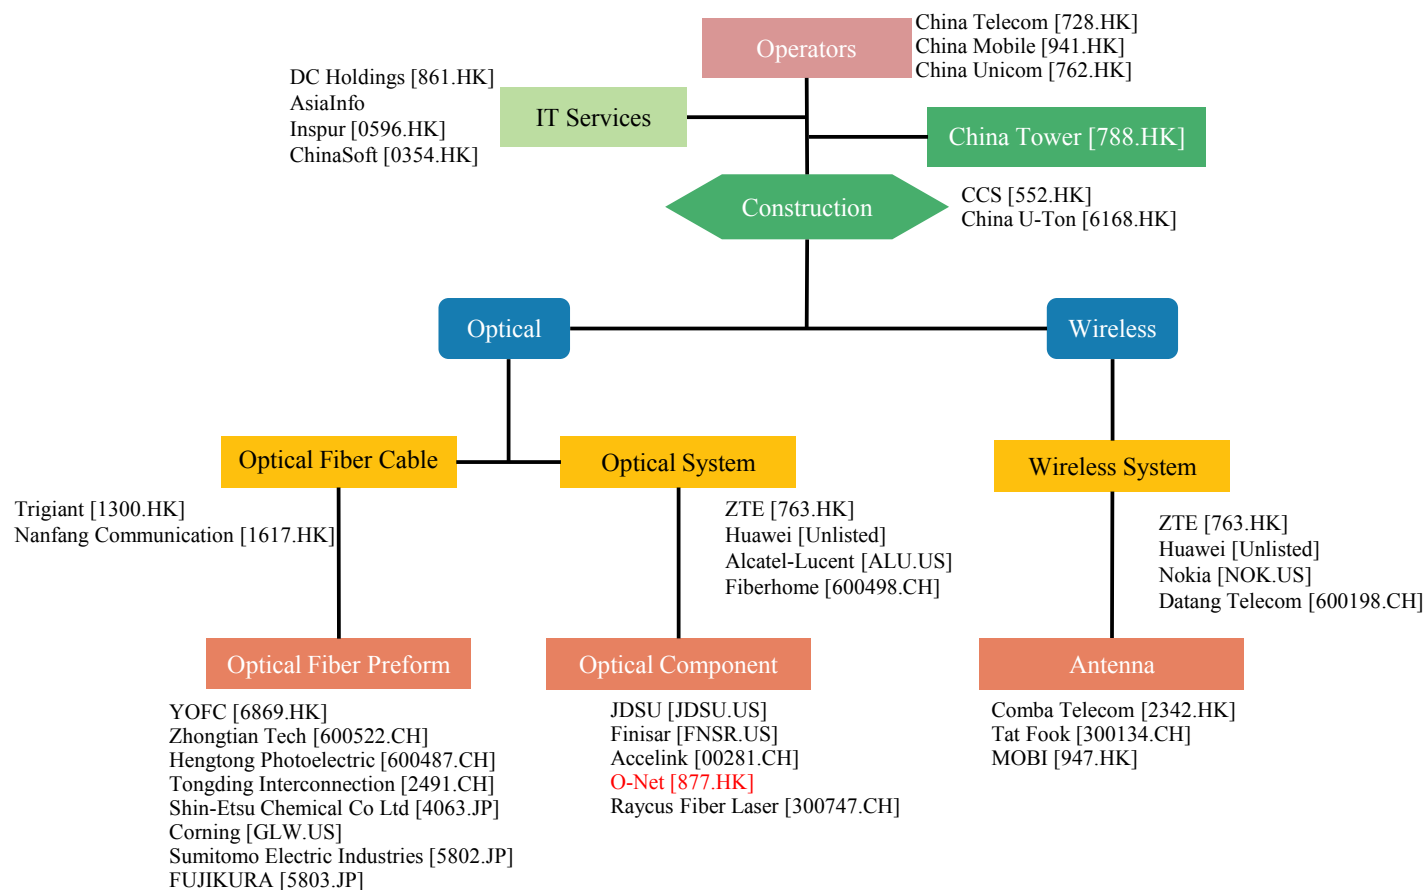 Operators
China Telecom [728.HK]
China Mobile [941.HK]
China Unicom [762.HK]
DC Holdings [861.HK]
AsiaInfo
Inspur [0596.HK]
ChinaSoft [0354.HK]
IT Services
China Tower [788.HK]
Construction
CCS [552.HK]
China U-Ton [6168.HK]
Optical
Wireless
Optical Fiber Cable
Optical System
Wireless System
Trigiant [1300.HK]
Nanfang Communication [1617.HK]
ZTE [763.HK]
Huawei [Unlisted]
Alcatel-Lucent [ALU.US]
Fiberhome [600498.CH]
ZTE [763.HK]
Huawei [Unlisted]
Nokia [NOK.US]
Datang Telecom [600198.CH]
Optical Fiber Preform
Optical Component
Antenna
YOFC [6869.HK]
Zhongtian Tech [600522.CH]
Hengtong Photoelectric [600487.CH]
Tongding Interconnection [2491.CH]
Shin-Etsu Chemical Co Ltd [4063.JP]
Corning [GLW.US]
Sumitomo Electric Industries [5802.JP]
FUJIKURA [5803.JP]
JDSU [JDSU.US]
Finisar [FNSR.US]
Accelink [00281.CH]
O-Net [877.HK]
Raycus Fiber Laser [300747.CH]
Comba Telecom [2342.HK]
Tat Fook [300134.CH]
MOBI [947.HK]